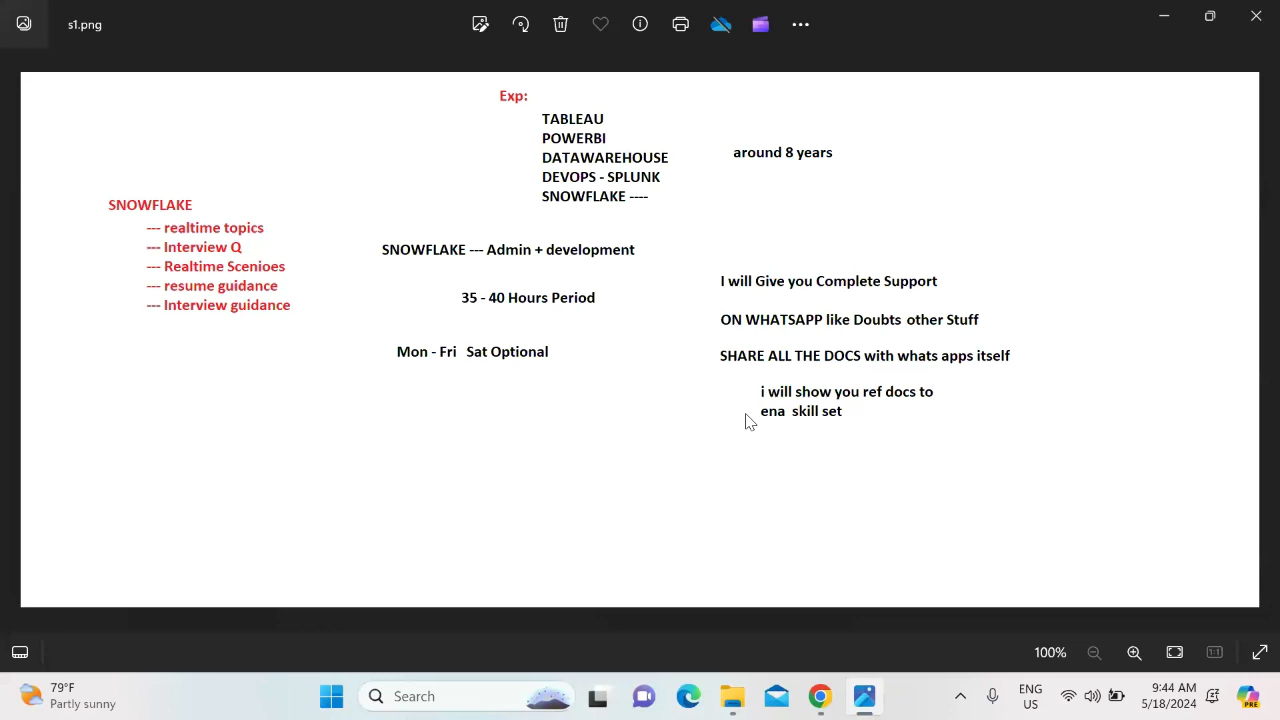 s1.png
Exp:
TABLEAU
POWERBI
DATAWAREHOUSE
around 8 years
DEVOPS - SPLUNK
SNOWFLAKE ----
SNOWFLAKE
--- realtime topics
--- Interview Q
--- Realtime Scenioes
--- resume guidance
--- Interview guidance
SNOWFLAKE --- Admin + development
35 - 40 Hours Period
Mon - Fri Sat Optional
I will Give you Complete Support
ON WHATSAPP like Doubts other Stuff
SHARE ALL THE DOCS with whats apps itself
i will show you ref docs to
ena skill set
100%
1:1
79°F
Partly sunny
Search
ENG
US
9:44 AM
5/18/2024
PRE